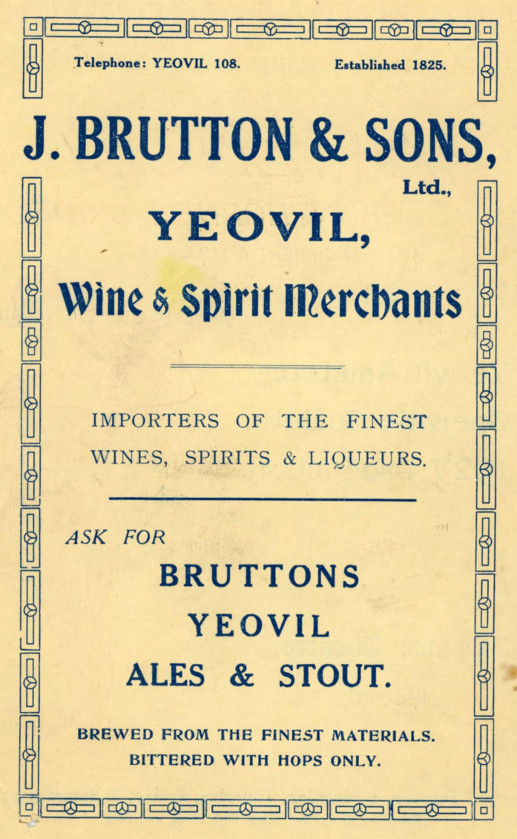 Telephone: YEOVIL 108. Established 1825.
J. BRUTTON & SONS,
Ltd.,
YEOVIL,
Wine & Spirit Merchants
IMPORTERS OF THE FINEST
WINES, SPIRITS & LIQUEURS.
ASK FOR
BRUTTONS
YEOVIL
ALES & STOUT.
BREWED FROM THE FINEST MATERIALS.
BITTERED WITH HOPS ONLY.